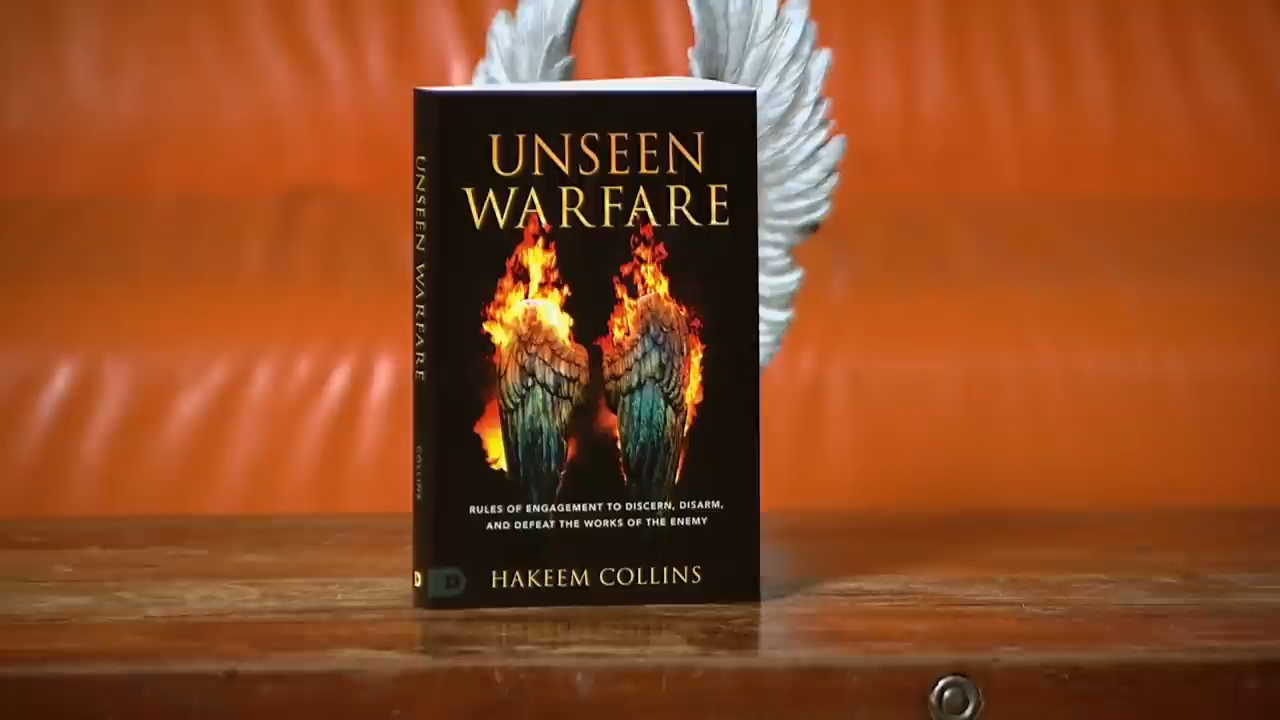 UNSEEN
WARFARE
RULES OF ENGAGEMENT TO DISCERN, DISARM,
AND DEFEAT THE WORKS OF THE ENEMY
HAKEEM COLLINS
UNSEEN WARFARE
COLLINS
D
D